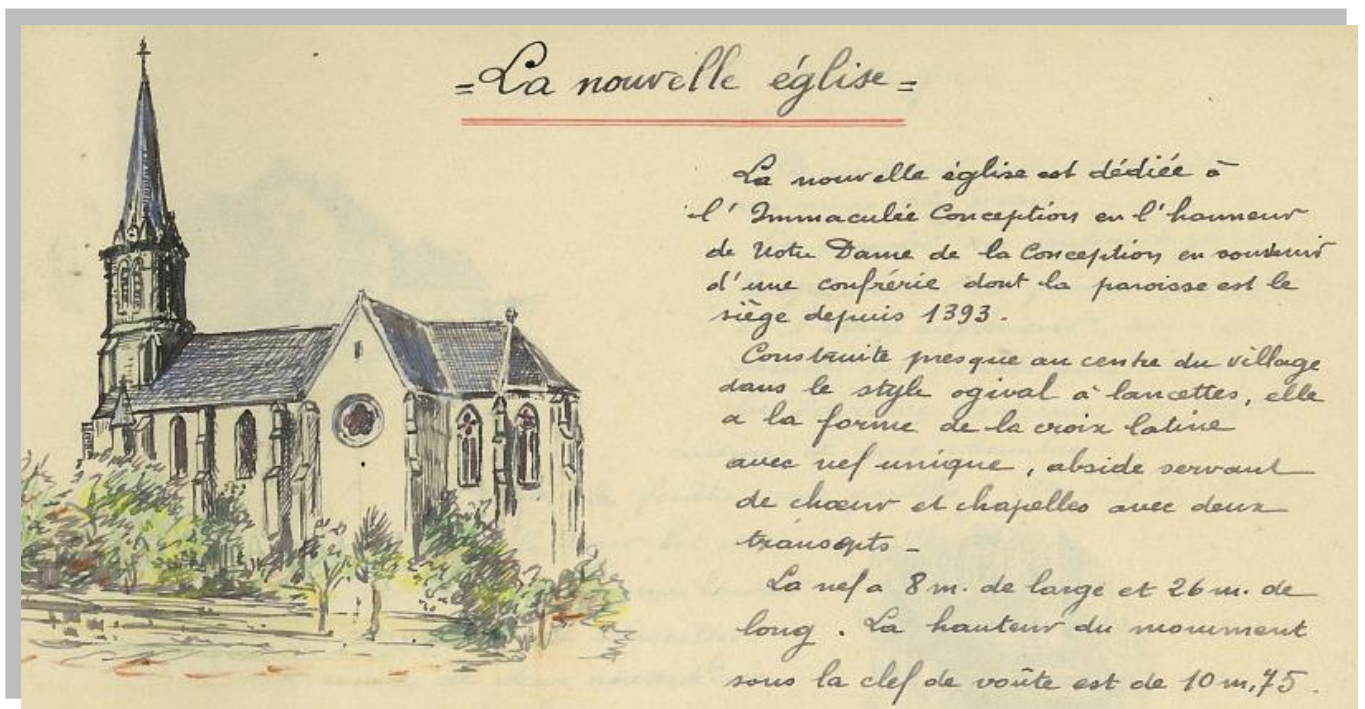 =La nouvelle église=
La nouvelle église est dédiée à
l'Immaculée Conception en l'honneur
de Notre Dame de la Conception en souvenir
d'une confrérie dont la paroisse est le
siège depuis 1393.
Construite presque au centre du village
dans le style ogival à lancettes, elle
a la forme de la croix latine
avec nef unique, abside servant
de chœur et chapelles avec deux
transepts -
La nef a 8 m. de large et 26 m. de
long. La hauteur du monument
sous la clef de voûte est de 10 m,75.